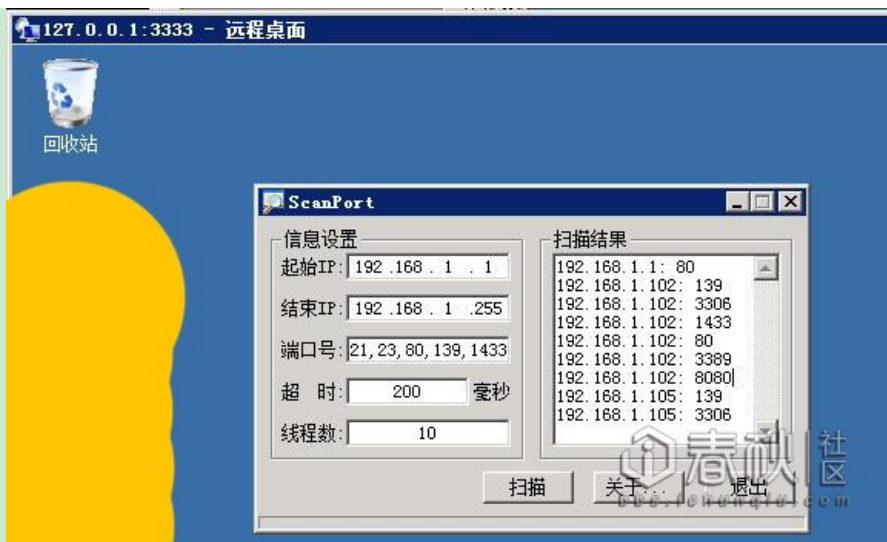 127.0.0.1:3333 - 远程桌面
回收站
ScanPort
信息设置
起始IP: 192 .168 . 1 . 1
结束IP: 192 .168 . 1 .255
端口号: 21,23,80,139,1433
超 时: 200 毫秒
线程数: 10
扫描结果
192.168.1.1: 80
192.168.1.102: 139
192.168.1.102: 3306
192.168.1.102: 1433
192.168.1.102: 80
192.168.1.102: 3389
192.168.1.102: 8080
192.168.1.105: 139
192.168.1.105: 3306
扫描
关于...
退出
春秋 社区
bbs.ichunqiu.com